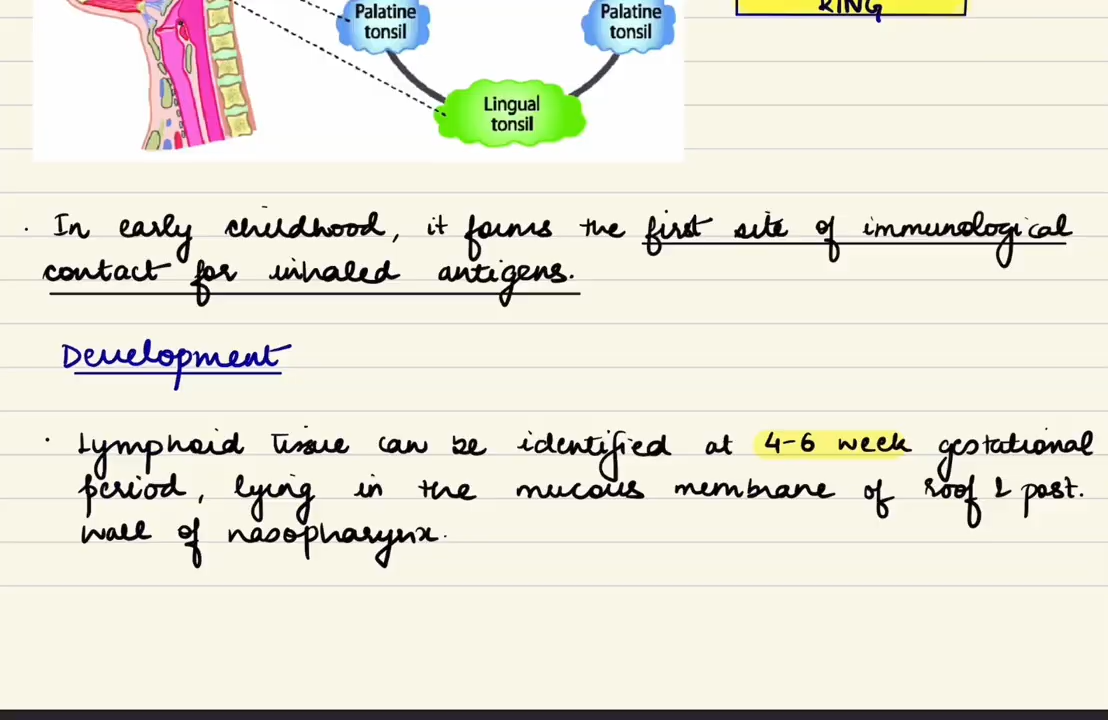 Palatine
tonsil
Palatine
tonsil
RING
Lingual
tonsil
· In early childhood, it forms the first site of immunological
contact for inhaled antigens.
Development
· Lymphoid Tissue can be identified at 4-6 week gestational
period, lying in the mucous membrane of roof & post.
wall of nasopharynx.